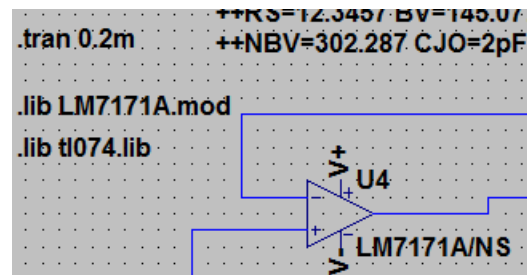 ++RS=12.3457 BV=145.07
.tran 0.2m
++NBV=302.287 CJO=2pF
.lib LM7171A.mod
.lib tl074.lib
V+
U4
LM7171A/NS
V-